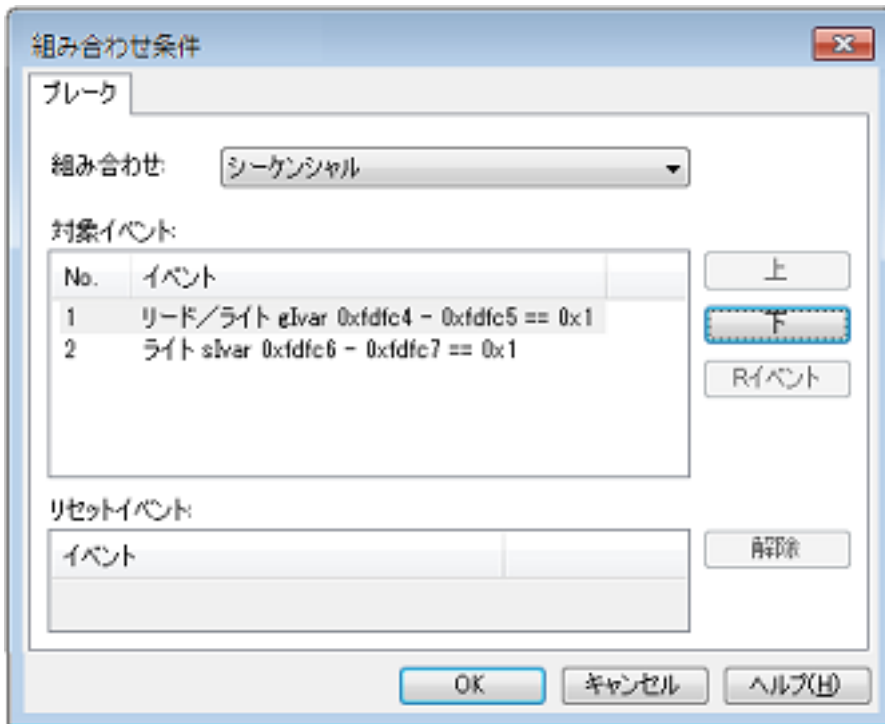 組み合わせ条件
ブレーク
組み合わせ: シーケンシャル
対象イベント:
No. イベント
1 リード/ライト gIvar 0xfdfc4 - 0xfdfc5 == 0x1
2 ライト sIvar 0xfdfc6 - 0xfdfc7 == 0x1
上
下
Rイベント
リセットイベント:
イベント
解除
OK キャンセル ヘルプ(H)